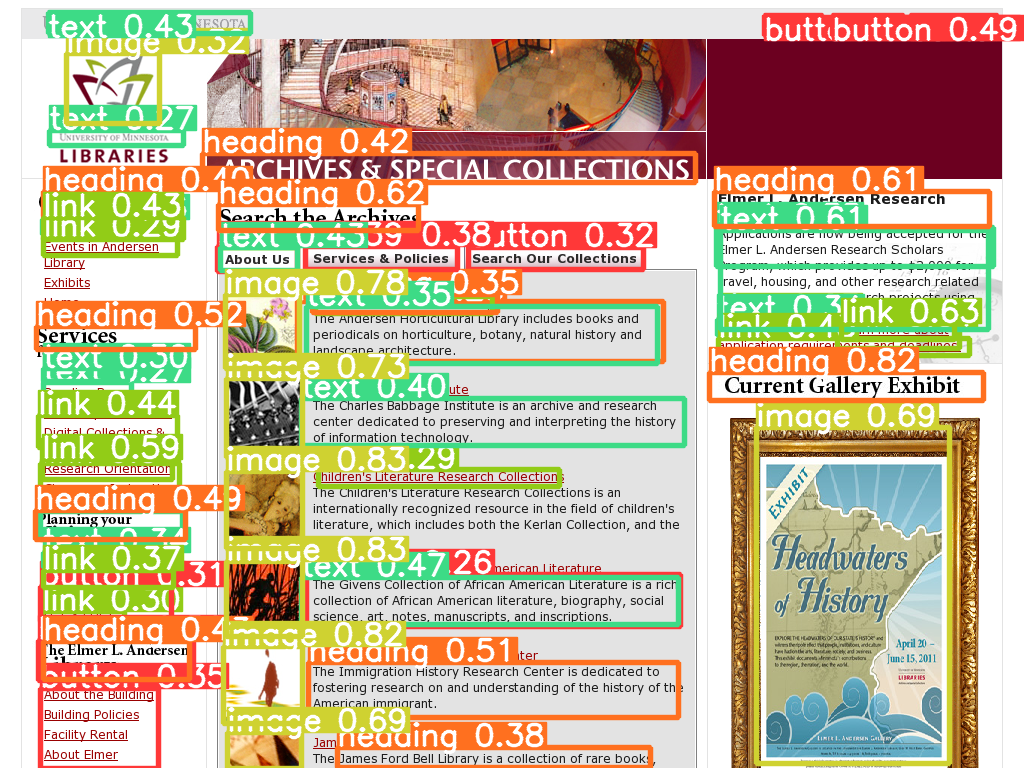 text 0.43
NESOTA
image 0.32
button 0.49
text 0.27
UNIVERSITY OF MINNESOTA
LIBRARIES
heading 0.42
ARCHIVES & SPECIAL COLLECTIONS
heading 0.40
link 0.43
link 0.29
Events in Andersen
Library
Exhibits
Home
heading 0.52
Services
text 0.30
text 0.27
link 0.44
Digital Collections &
link 0.59
Research Orientation
heading 0.49
Planning your
text 0.34
link 0.37
button 0.31
link 0.30
heading 0.47
The Elmer L. Andersen
Library
button 0.35
About the Building
Building Policies
Facility Rental
About Elmer
heading 0.62
Search the Archives
text 0.43
0.38
button 0.32
About Us
Services & Policies
Search Our Collections
image 0.78
0.35
text 0.35
The Andersen Horticultural Library includes books and
periodicals on horticulture, botany, natural history and
landscape architecture.
image 0.73
text 0.40
The Charles Babbage Institute is an archive and research
center dedicated to preserving and interpreting the history
of information technology.
image 0.83
0.29
Children's Literature Research Collections
The Children's Literature Research Collections is an
internationally recognized resource in the field of children's
literature, which includes both the Kerlan Collection, and the
image 0.83
text 0.47
0.26
American Literature
The Givens Collection of African American Literature is a rich
collection of African American literature, biography, social
science, art, notes, manuscripts, and inscriptions.
image 0.82
heading 0.51
The Immigration History Research Center is dedicated to
fostering research on and understanding of the history of the
American immigrant.
image 0.69
heading 0.38
The James Ford Bell Library is a collection of rare books,
heading 0.61
Elmer L. Andersen Research
text 0.61
Applications are now being accepted for the
Elmer L. Andersen Research Scholars
Program, which provides up to $2,000 for
travel, housing, and other research related
research projects using
link 0.63
more about
application requirements and deadlines.
heading 0.82
Current Gallery Exhibit
image 0.69
EXHIBIT
Headwaters
of History
April 20 –
June 15, 2011
LIBRARIES
ELMER L. ANDERSEN GALLERY